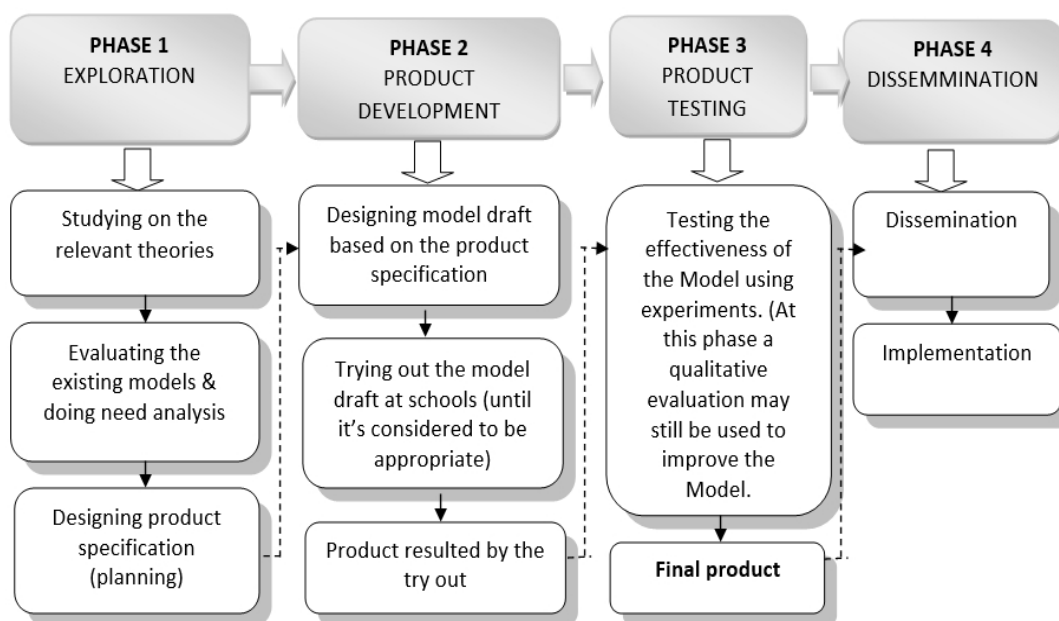 PHASE 1
EXPLORATION
PHASE 2
PRODUCT
DEVELOPMENT
PHASE 3
PRODUCT
TESTING
PHASE 4
DISSEMMINATION
Studying on the
relevant theories
Evaluating the
existing models &
doing need analysis
Designing product
specification
(planning)
Designing model draft
based on the product
specification
Trying out the model
draft at schools (until
it’s considered to be
appropriate)
Product resulted by the
try out
Testing the
effectiveness of
the Model using
experiments. (At
this phase a
qualitative
evaluation may
still be used to
improve the
Model.
Final product
Dissemination
Implementation